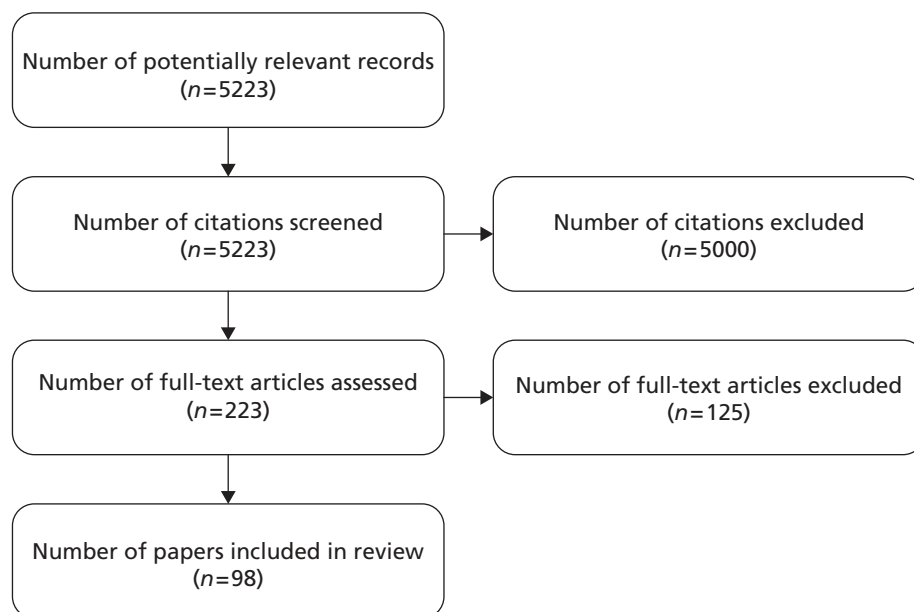 Number of potentially relevant records
(n=5223)
Number of citations screened
(n=5223)
Number of citations excluded
(n=5000)
Number of full-text articles assessed
(n=223)
Number of full-text articles excluded
(n=125)
Number of papers included in review
(n=98)